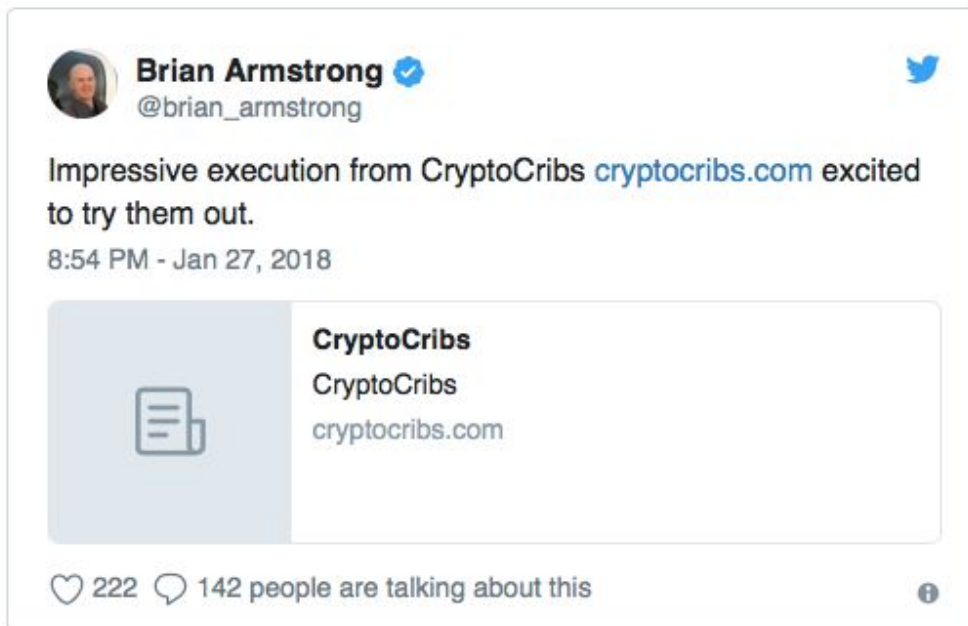 Brian Armstrong
@brian_armstrong
Impressive execution from CryptoCribs cryptocribs.com excited
to try them out.
8:54 PM - Jan 27, 2018
CryptoCribs
CryptoCribs
cryptocribs.com
222 142 people are talking about this